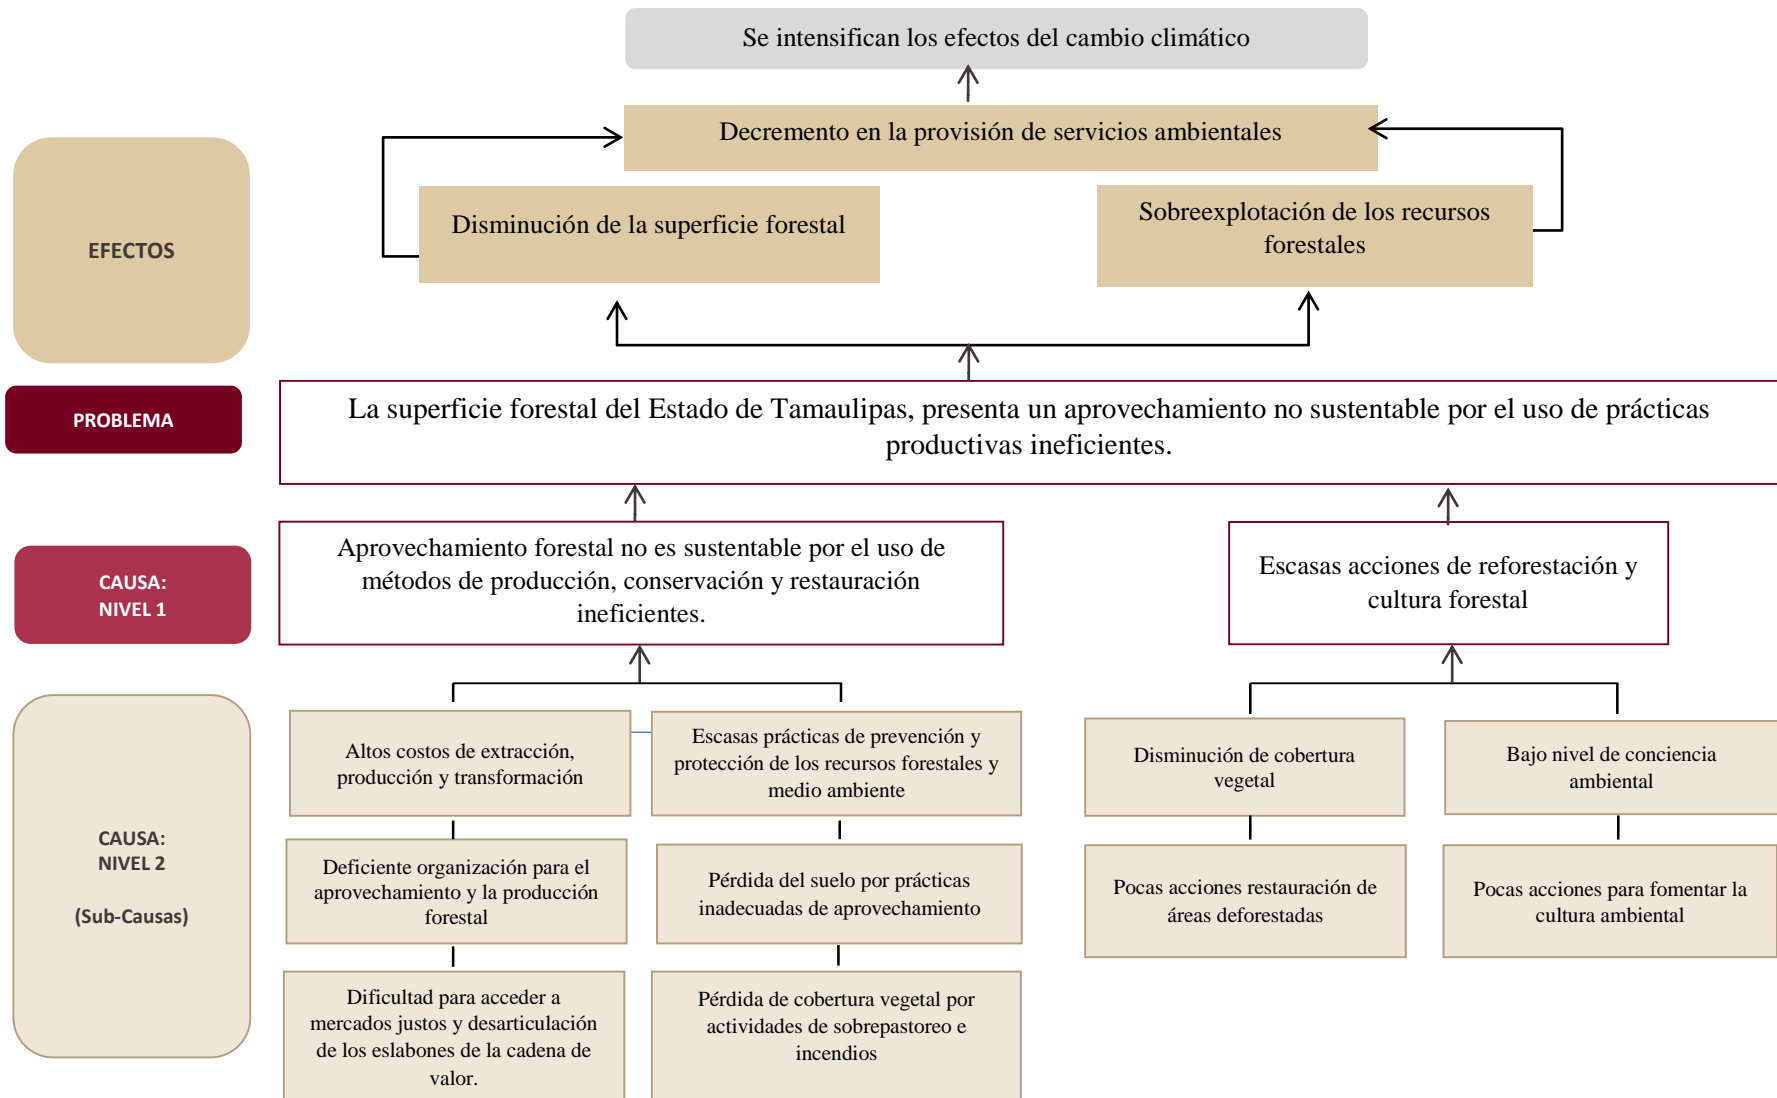 Se intensifican los efectos del cambio climático
Decremento en la provisión de servicios ambientales
EFECTOS
Disminución de la superficie forestal
Sobreexplotación de los recursos
forestales
PROBLEMA
La superficie forestal del Estado de Tamaulipas, presenta un aprovechamiento no sustentable por el uso de prácticas
productivas ineficientes.
CAUSA:
NIVEL 1
Aprovechamiento forestal no es sustentable por el uso de
métodos de producción, conservación y restauración
ineficientes.
Escasas acciones de reforestación y
cultura forestal
CAUSA:
NIVEL 2
(Sub-Causas)
Altos costos de extracción,
producción y transformación
Escasas prácticas de prevención y
protección de los recursos forestales y
medio ambiente
Disminución de cobertura
vegetal
Bajo nivel de conciencia
ambiental
Deficiente organización para el
aprovechamiento y la producción
forestal
Pérdida del suelo por prácticas
inadecuadas de aprovechamiento
Pocas acciones restauración de
áreas deforestadas
Pocas acciones para fomentar la
cultura ambiental
Dificultad para acceder a
mercados justos y desarticulación
de los eslabones de la cadena de
valor.
Pérdida de cobertura vegetal por
actividades de sobrepastoreo e
incendios